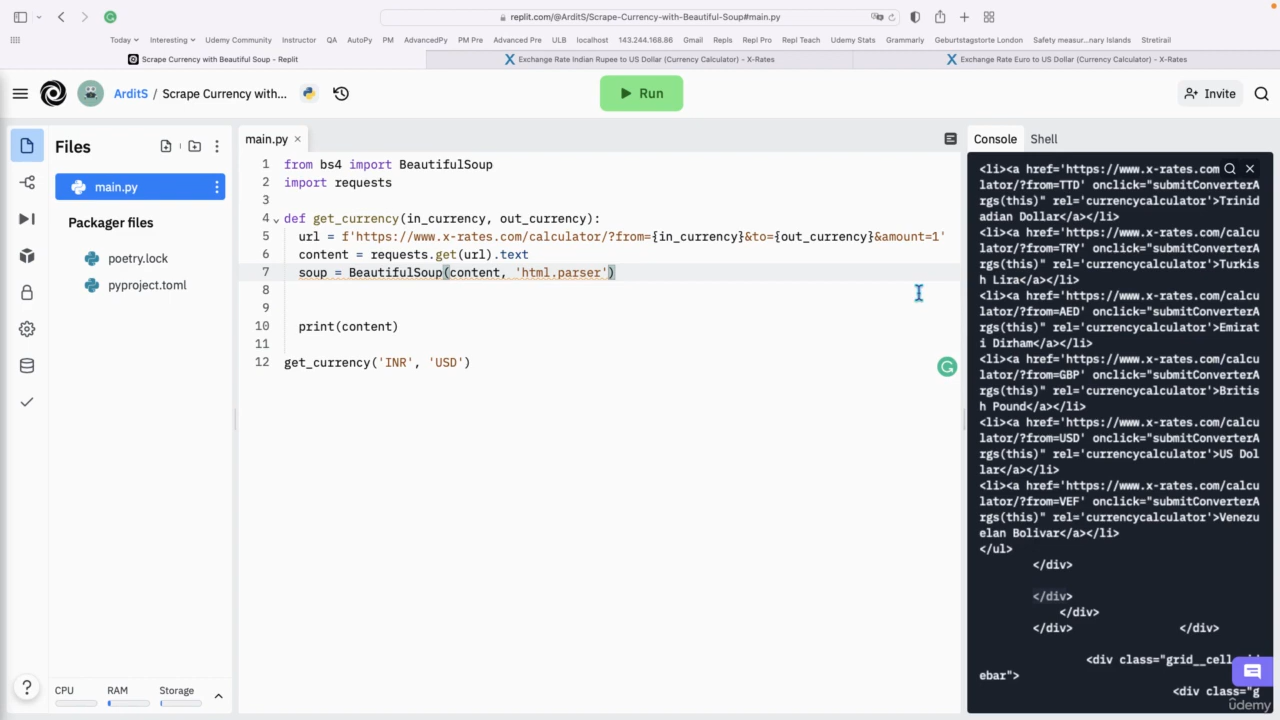 replit.com/@ArditS/Scrape-Currency-with-Beautiful-Soup#main.py
Today Interesting Udemy Community Instructor QA AutoPy PM AdvancedPy PM Pre Advanced Pre ULB localhost 143.244.168.86 Gmail Repls Repl Pro Repl Teach Udemy Stats Grammarly Geburtstagstorte London Safety measur...nary Islands Stretirail
Scrape Currency with Beautiful Soup - Replit
Exchange Rate Indian Rupee to US Dollar (Currency Calculator) - X-Rates
Exchange Rate Euro to US Dollar (Currency Calculator) - X-Rates
ArditS / Scrape Currency with...
Run
Invite
Files
main.py
Packager files
poetry.lock
pyproject.toml
CPU RAM Storage
?
main.py
1 from bs4 import BeautifulSoup
2 import requests
3
4 def get_currency(in_currency, out_currency):
5 url = f'https://www.x-rates.com/calculator/?from={in_currency}&to={out_currency}&amount=1'
6 content = requests.get(url).text
7 soup = BeautifulSoup(content, 'html.parser')
8
9
10 print(content)
11
12 get_currency('INR', 'USD')
Console Shell
<li><a href='https://www.x-rates.com
lator/?from=TTD' onclick="submitConverterA
rgs(this)" rel='currencycalculator'>Trinid
adian Dollar</a></li>
<li><a href='https://www.x-rates.com/calcu
lator/?from=TRY' onclick="submitConverterA
rgs(this)" rel='currencycalculator'>Turkis
h Lira</a></li>
<li><a href='https://www.x-rates.com/calcu
lator/?from=AED' onclick="submitConverterA
rgs(this)" rel='currencycalculator'>Emirat
i Dirham</a></li>
<li><a href='https://www.x-rates.com/calcu
lator/?from=GBP' onclick="submitConverterA
rgs(this)" rel='currencycalculator'>Britis
h Pound</a></li>
<li><a href='https://www.x-rates.com/calcu
lator/?from=USD' onclick="submitConverterA
rgs(this)" rel='currencycalculator'>US Dol
lar</a></li>
<li><a href='https://www.x-rates.com/calcu
lator/?from=VEF' onclick="submitConverterA
rgs(this)" rel='currencycalculator'>Venezu
elan Bolivar</a></li>
</ul>
</div>
</div>
</div>
</div> </div>
<div class="grid__cell
ebar">
<div class="g
ûdemy